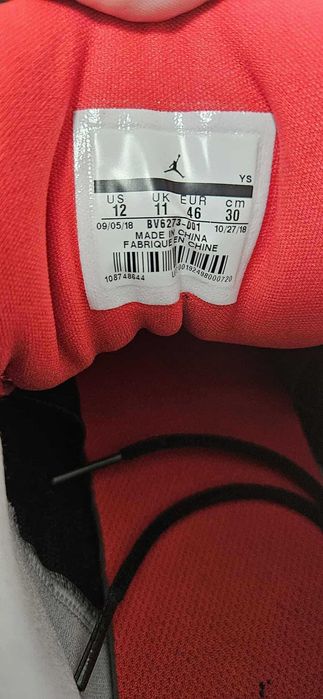 YS
US UK EUR cm
12 11 46 30
09/05/18 BV6273-001 10/27/18
MADE IN CHINA
FABRIQUE EN CHINE
108748644
00192498000720